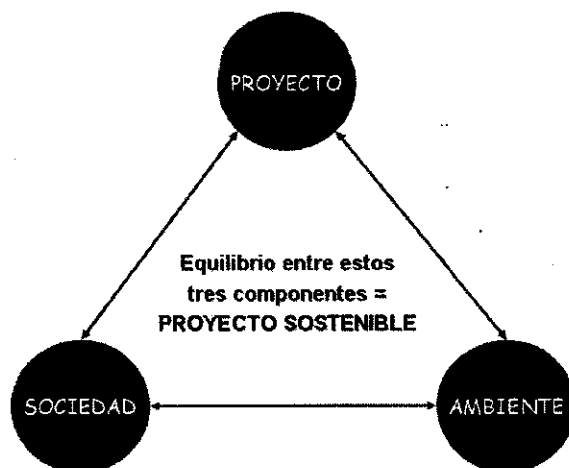 PROYECTO
Equilibrio entre estos
tres componentes =
PROYECTO SOSTENIBLE
SOCIEDAD
AMBIENTE